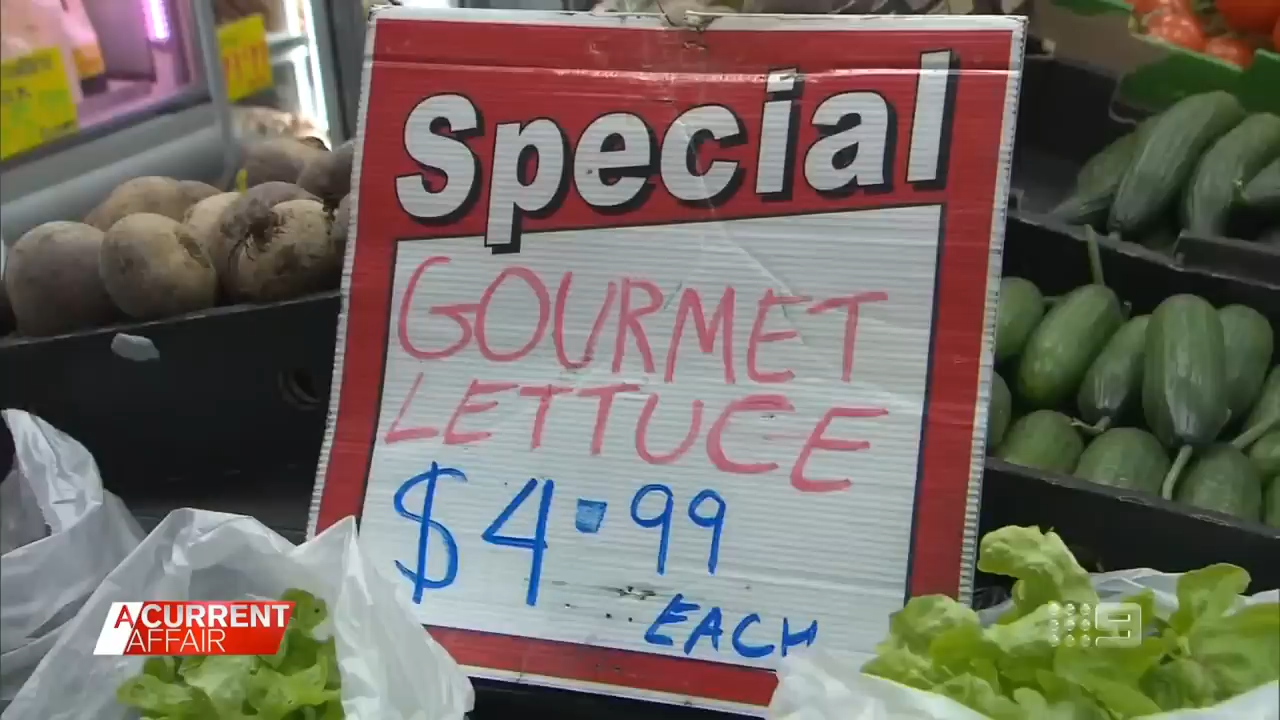 Special
GOURMET
LETTUCE
$4.99
EACH
A CURRENT
AFFAIR
9